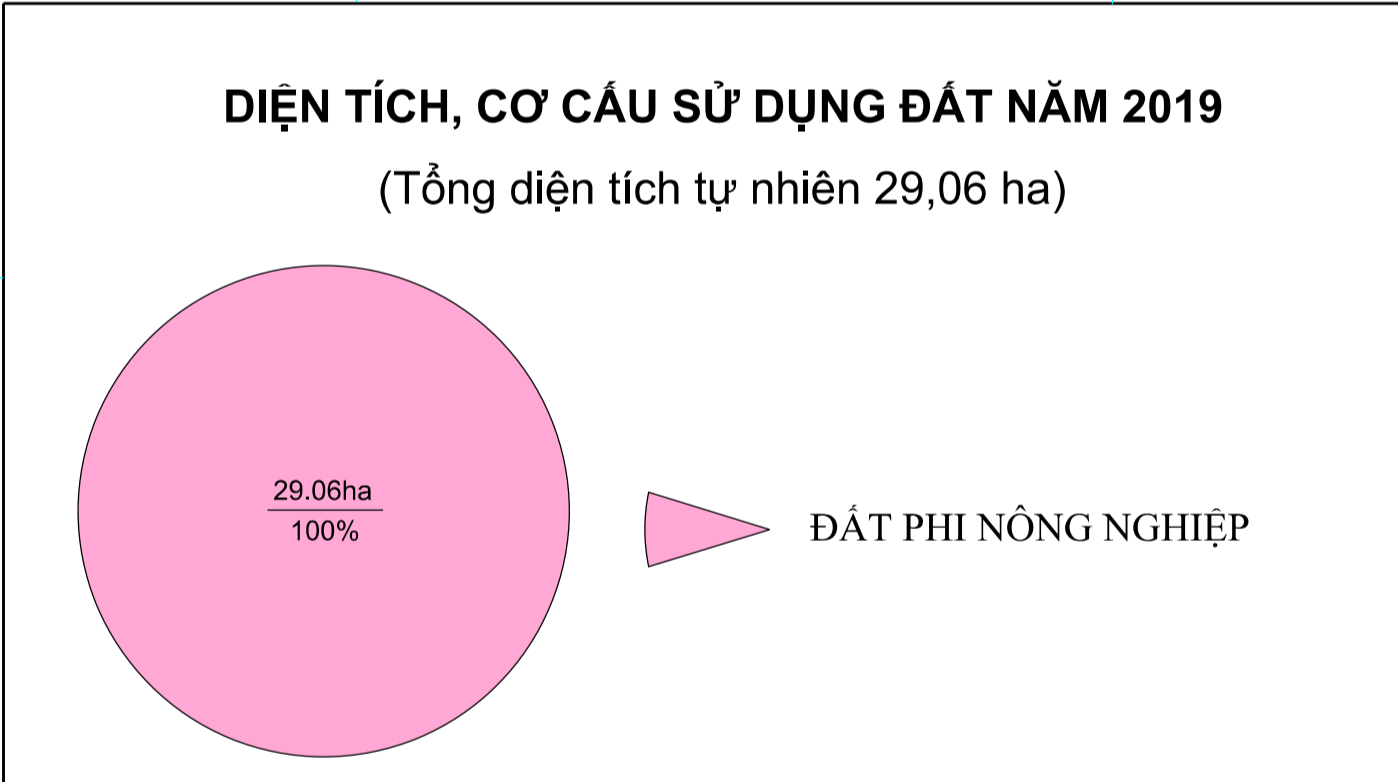 DIỆN TÍCH, CƠ CẤU SỬ DỤNG ĐẤT NĂM 2019
(Tổng diện tích tự nhiên 29,06 ha)
29.06ha
100%
ĐẤT PHI NÔNG NGHIỆP